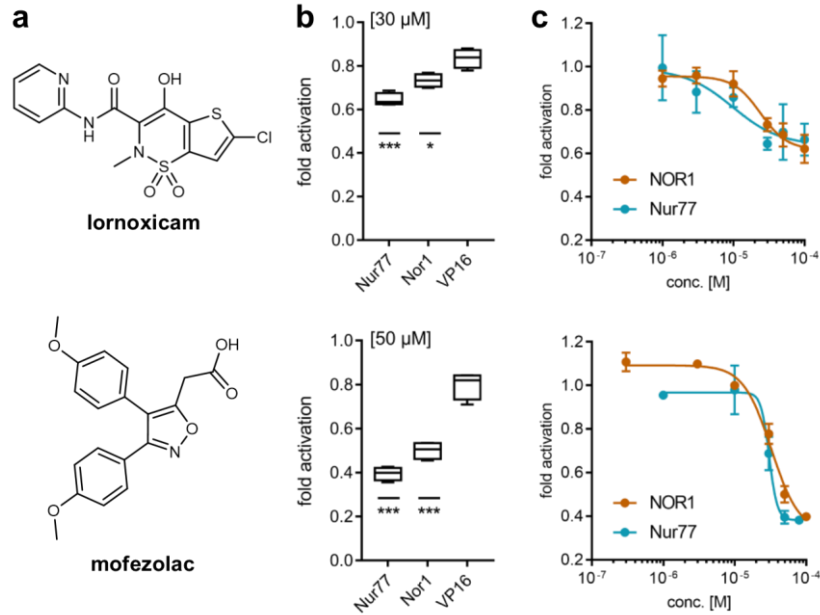 a
b
c
N
N
H
O
OH
S
Cl
N
S
O
O
lornoxicam
[30 µM]
fold activation
1.0
0.8
0.6
0.4
0.2
0.0
***
*
Nur77
Nor1
VP16
fold activation
1.2
1.0
0.8
0.6
0.4
0.2
NOR1
Nur77
10-7
10-6
10-5
10-4
conc. [M]
O
O
OH
O
O
N
mofezolac
[50 µM]
fold activation
1.0
0.8
0.6
0.4
0.2
0.0
***
***
Nur77
Nor1
VP16
fold activation
1.2
1.0
0.8
0.6
0.4
0.2
NOR1
Nur77
10-7
10-6
10-5
10-4
conc. [M]